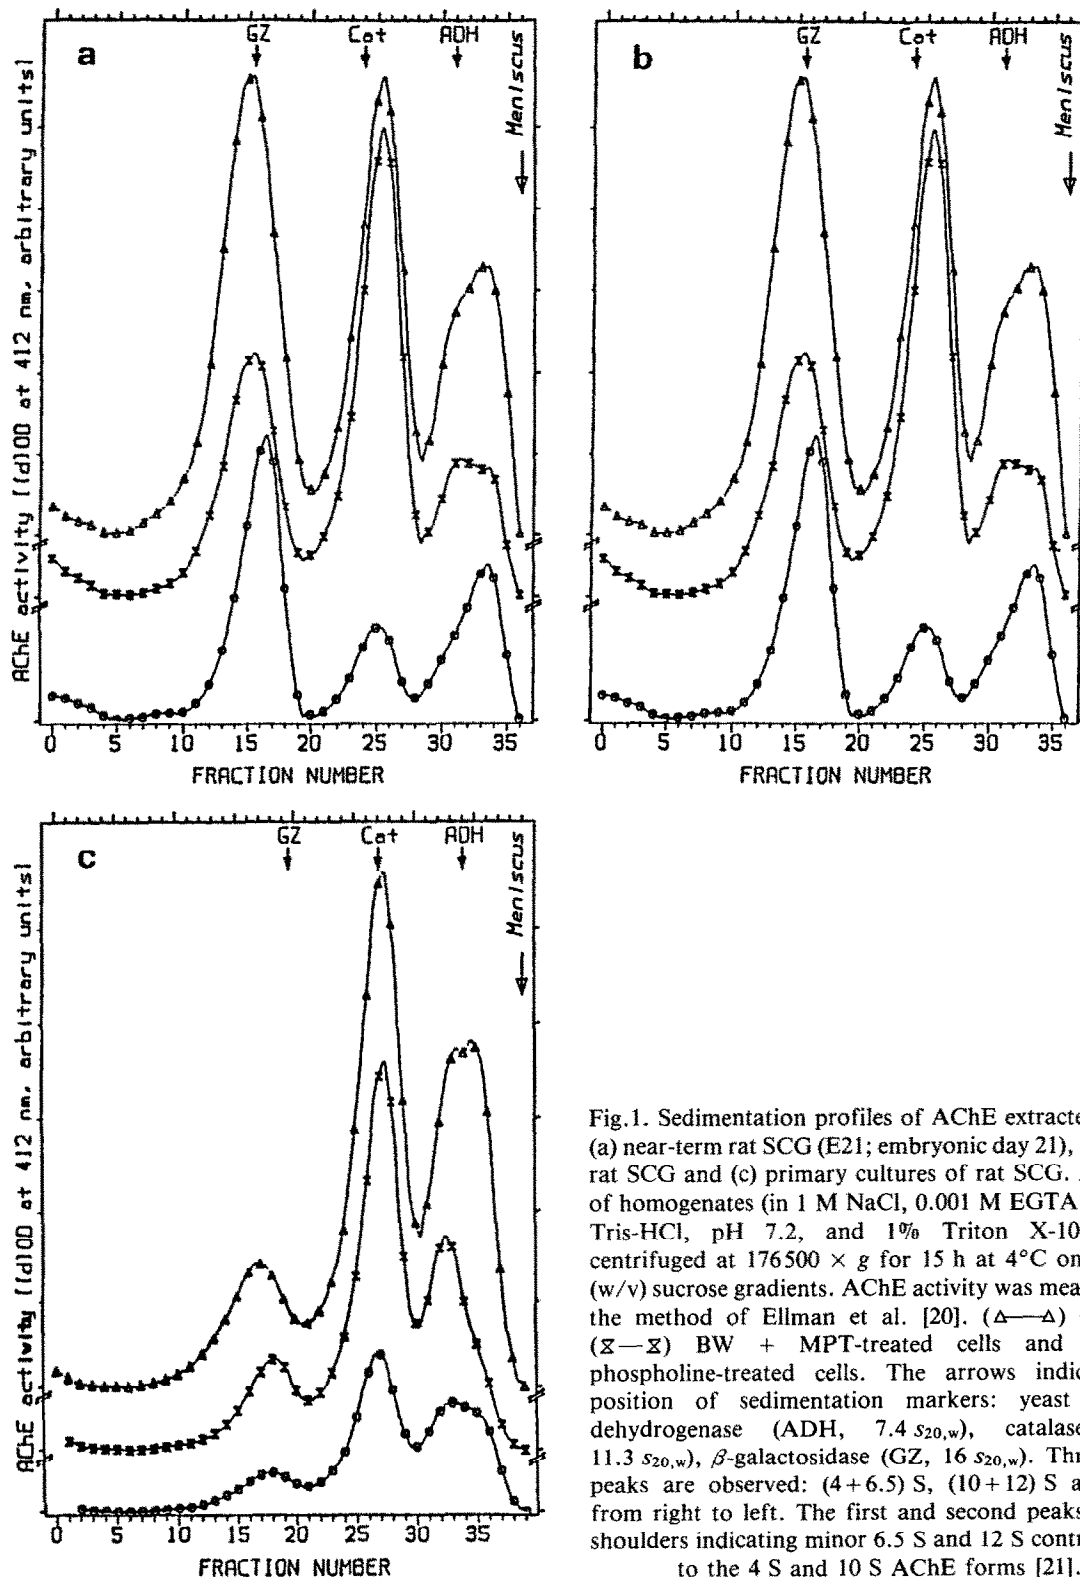 a
GZ
Cat
ADH
Meniscus
AChE activity [(d)OD at 412 nm, arbitrary units]
0 5 10 15 20 25 30 35
FRACTION NUMBER
b
GZ
Cat
ADH
Meniscus
0 5 10 15 20 25 30 35
FRACTION NUMBER
c
GZ
Cat
ADH
Meniscus
AChE activity [(d)OD at 412 nm, arbitrary units]
0 5 10 15 20 25 30 35
FRACTION NUMBER
Fig.1. Sedimentation profiles of AChE extracte
(a) near-term rat SCG (E21; embryonic day 21),
rat SCG and (c) primary cultures of rat SCG.
of homogenates (in 1 M NaCl, 0.001 M EGTA
Tris-HCl, pH 7.2, and 1% Triton X-10
centrifuged at 176500 × g for 15 h at 4°C on
(w/v) sucrose gradients. AChE activity was mea
the method of Ellman et al. [20]. (△—△)
(⧖—⧖) BW + MPT-treated cells and
phospholine-treated cells. The arrows indic
position of sedimentation markers: yeast
dehydrogenase (ADH, 7.4 s20,w), catalase
11.3 s20,w), β-galactosidase (GZ, 16 s20,w). Thr
peaks are observed: (4+6.5) S, (10+12) S a
from right to left. The first and second peaks
shoulders indicating minor 6.5 S and 12 S contr
to the 4 S and 10 S AChE forms [21].